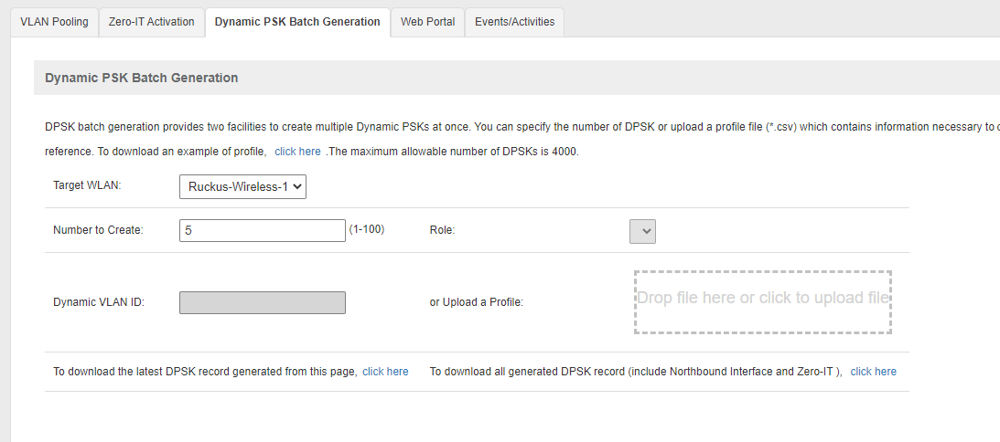 VLAN Pooling Zero-IT Activation Dynamic PSK Batch Generation Web Portal Events/Activities
Dynamic PSK Batch Generation
DPSK batch generation provides two facilities to create multiple Dynamic PSKs at once. You can specify the number of DPSK or upload a profile file (*.csv) which contains information necessary to
reference. To download an example of profile, click here .The maximum allowable number of DPSKs is 4000.
Target WLAN: Ruckus-Wireless-1
Number to Create: 5 (1-100) Role:
Dynamic VLAN ID: or Upload a Profile: Drop file here or click to upload file
To download the latest DPSK record generated from this page, click here To download all generated DPSK record (include Northbound Interface and Zero-IT ), click here